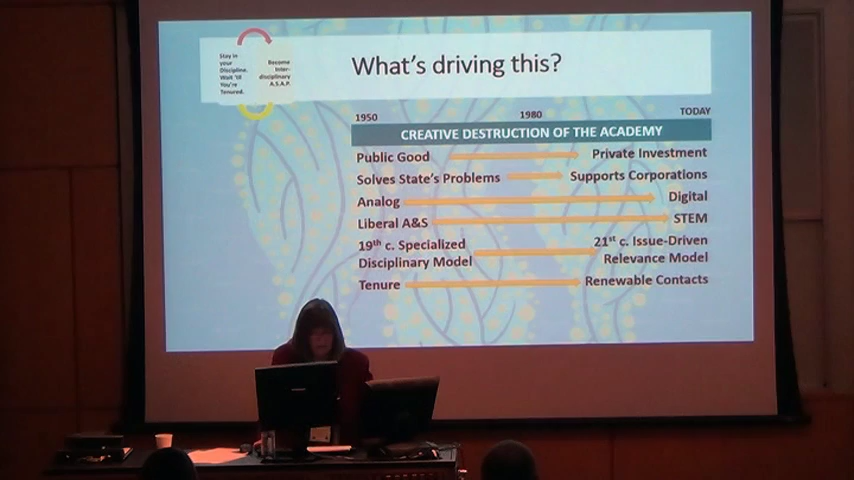 Stay in
your
Discipline.
Wait 'till
You're
Tenured.
Become
Inter-
disciplinary
A.S.A.P.
What's driving this?
1950 1980 TODAY
CREATIVE DESTRUCTION OF THE ACADEMY
Public Good Private Investment
Solves State's Problems Supports Corporations
Analog Digital
Liberal A&S STEM
19th c. Specialized 21st c. Issue-Driven
Disciplinary Model Relevance Model
Tenure Renewable Contacts